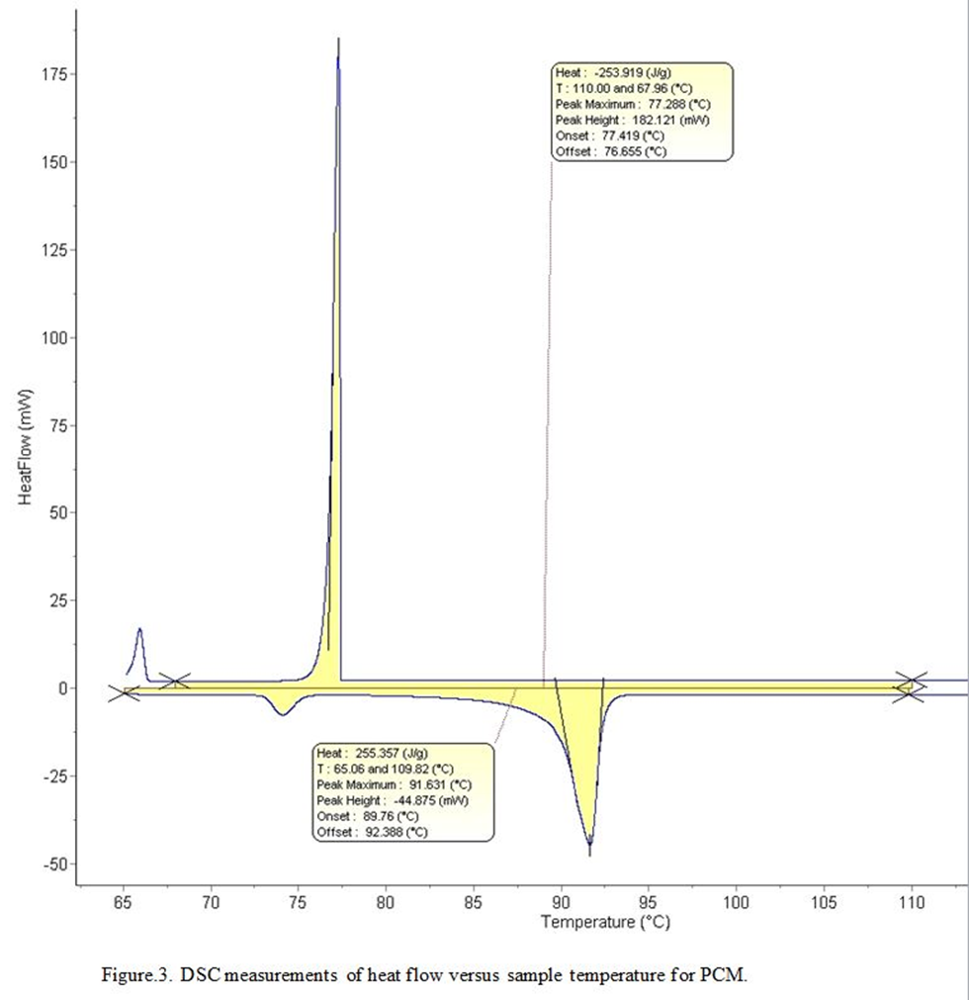 175
150
125
100
75
50
25
0
-25
-50
HeatFlow (mW)
Heat : -253.919 (J/g)
T : 110.00 and 67.96 (°C)
Peak Maximum : 77.288 (°C)
Peak Height : 182.121 (mW)
Onset : 77.419 (°C)
Offset : 76.655 (°C)
Heat : 255.357 (J/g)
T : 65.06 and 109.82 (°C)
Peak Maximum : 91.631 (°C)
Peak Height : -44.875 (mW)
Onset : 89.76 (°C)
Offset : 92.388 (°C)
65 70 75 80 85 90 95 100 105 110
Temperature (°C)
Figure.3. DSC measurements of heat flow versus sample temperature for PCM.